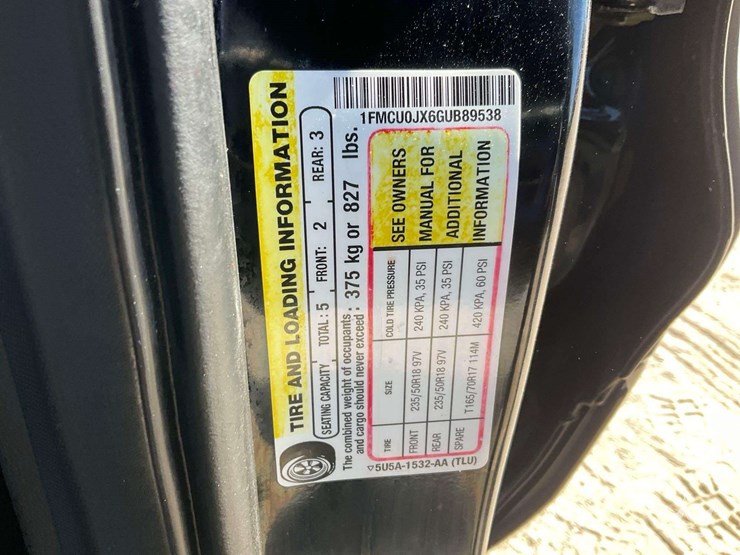 TIRE AND LOADING INFORMATION
SEATING CAPACITY TOTAL: 5 FRONT: 2 REAR: 3
The combined weight of occupants
and cargo should never exceed : 375 kg or 827 lbs.
TIRE SIZE COLD TIRE PRESSURE
FRONT 235/50R18 97V 240 KPA, 35 PSI
REAR 235/50R18 97V 240 KPA, 35 PSI
SPARE T165/70R17 114M 420 KPA, 60 PSI
SEE OWNERS
MANUAL FOR
ADDITIONAL
INFORMATION
5U5A-1532-AA (TLU)
1FMCU0JX6GUB89538